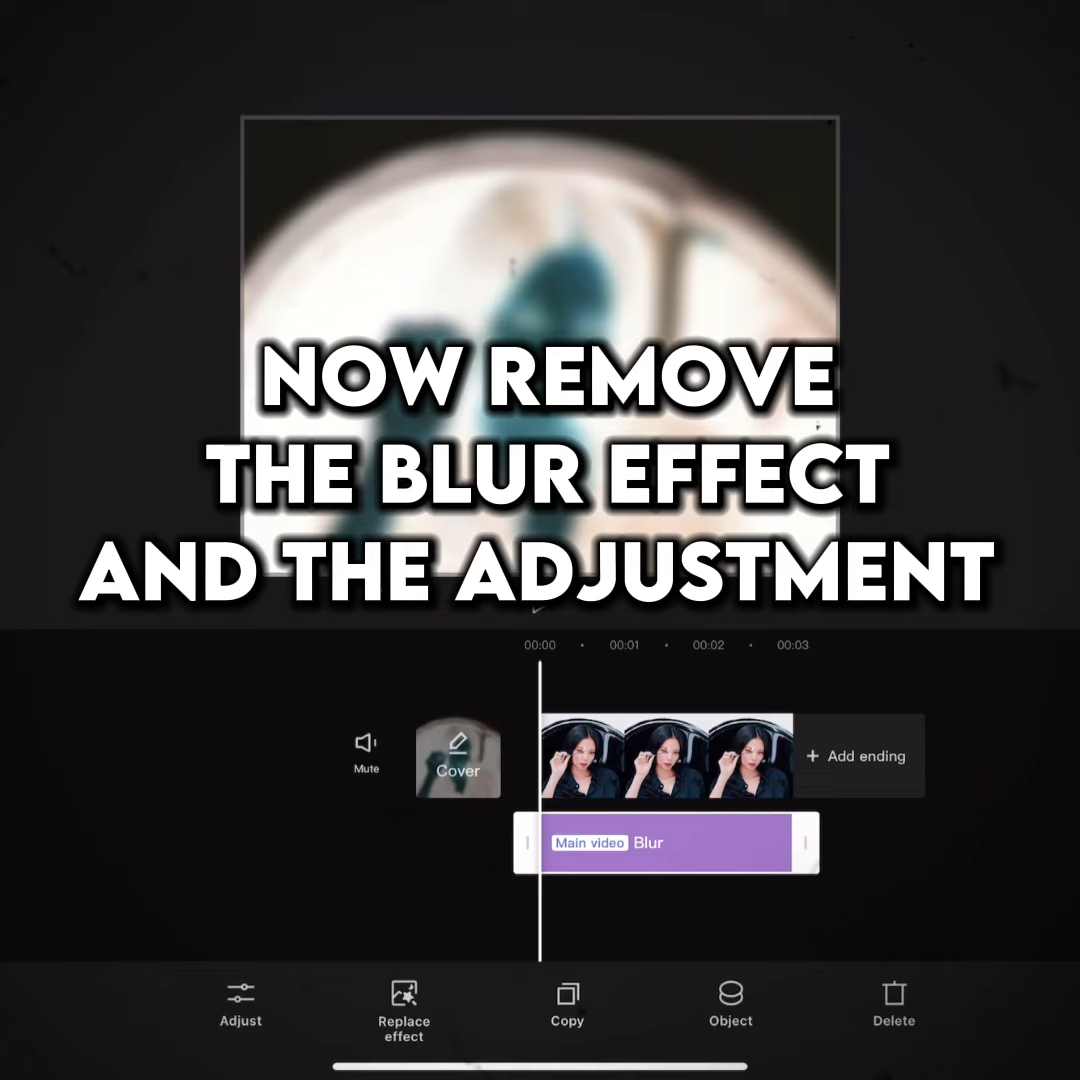 NOW REMOVE
THE BLUR EFFECT
AND THE ADJUSTMENT
00:00 • 00:01 • 00:02 • 00:03
Mute
Cover
+ Add ending
Main video Blur
Adjust
Replace
effect
Copy
Object
Delete